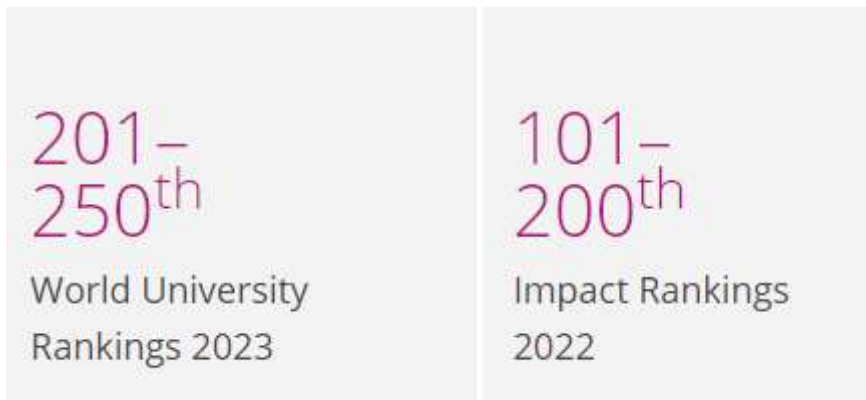 201–
250th
World University
Rankings 2023
101–
200th
Impact Rankings
2022